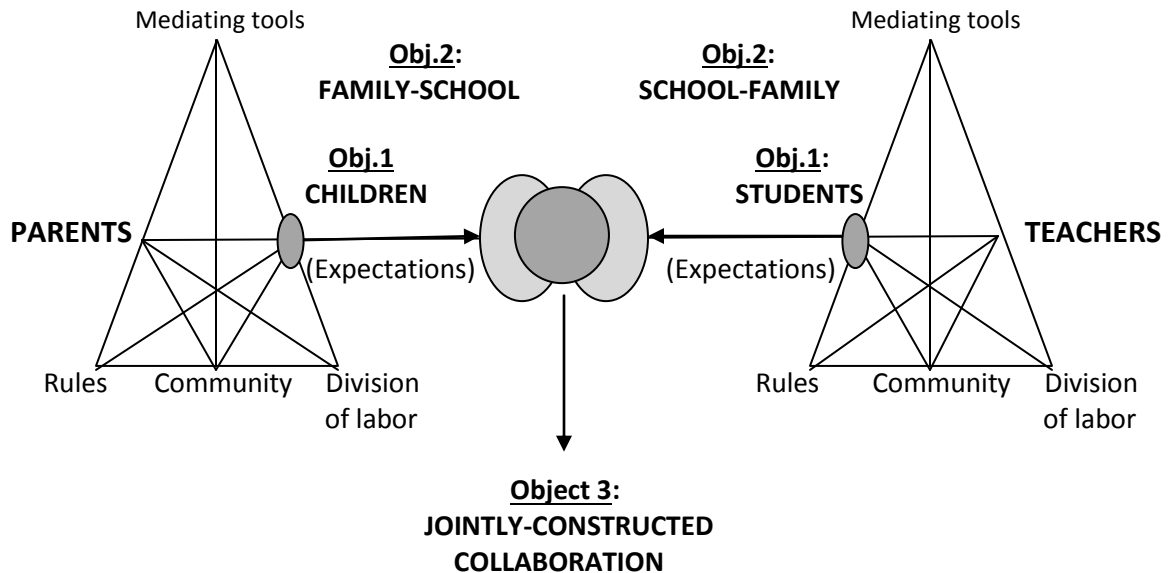 Mediating tools
Mediating tools
Obj.2:
FAMILY-SCHOOL
Obj.2:
SCHOOL-FAMILY
Obj.1
CHILDREN
Obj.1:
STUDENTS
PARENTS
TEACHERS
(Expectations)
(Expectations)
Rules
Community
Division
of labor
Rules
Community
Division
of labor
Object 3:
JOINTLY-CONSTRUCTED
COLLABORATION